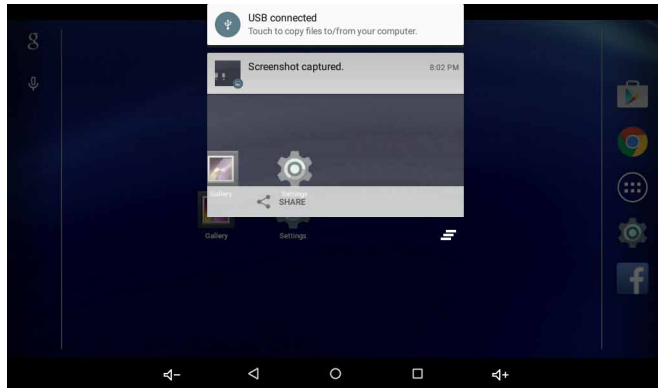 USB connected
Touch to copy files to/from your computer.
Screenshot captured.
8:02 PM
Gallery
Settings
SHARE
Gallery
Settings